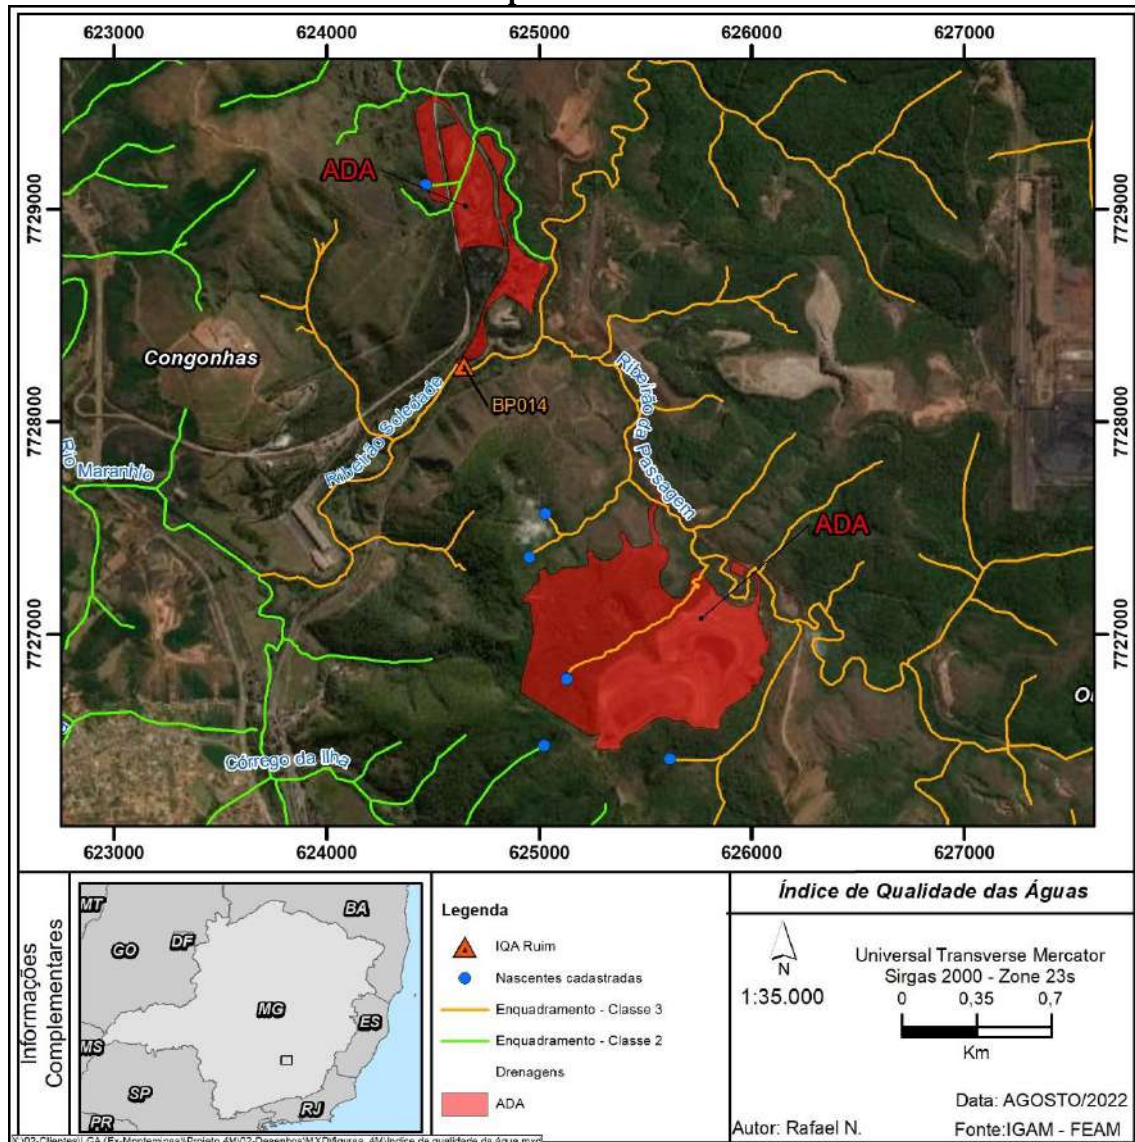 623000 624000 625000 626000 627000
7729000 7729000
ADA
Congonhas
Ribeirão Soledade
BP014
Ribeirão da Passagem
7728000 7728000
Rio Maranhlo
ADA
7727000 7727000
Córrego da Ilha
623000 624000 625000 626000 627000
Informações
Complementares
MT
GO
DF
BA
MG
ES
MS
SP
RJ
PR
Legenda
IQA Ruim
Nascentes cadastradas
Enquadramento - Classe 3
Enquadramento - Classe 2
Drenagens
ADA
Índice de Qualidade das Águas
N
1:35.000
Universal Transverse Mercator
Sirgas 2000 - Zone 23s
0 0,35 0,7
Km
Data: AGOSTO/2022
Autor: Rafael N. Fonte:IGAM - FEAM